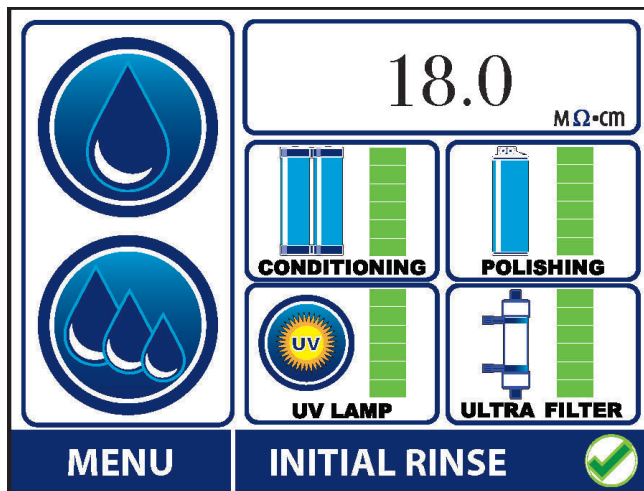 18.0
MΩ•cm
CONDITIONING
POLISHING
UV
UV LAMP
ULTRA FILTER
MENU
INITIAL RINSE